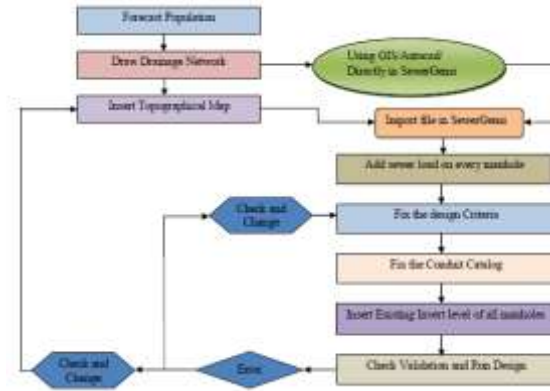 Forecast Population
Draw Drainage Network
Using GIS/Autocad/
Directly in SewerGems
Insert Topographical Map
Import file in SewerGems
Add sewer load on every manhole
Check and
Change
Fix the design Criteria
Fix the Conduit Catalog
Insert Existing Invert level of all manholes
Check and
Change
Error
Check Validation and Run Design